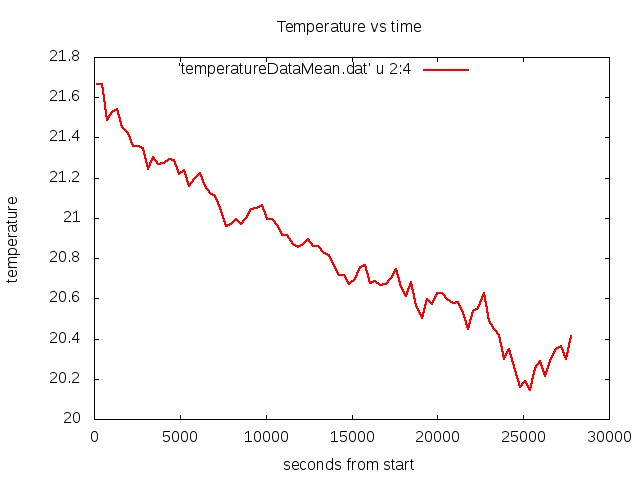 Temperature vs time
21.8
'temperatureDataMean.dat' u 2:4
21.6
21.4
21.2
21
20.8
20.6
20.4
20.2
20
temperature
0 5000 10000 15000 20000 25000 30000
seconds from start